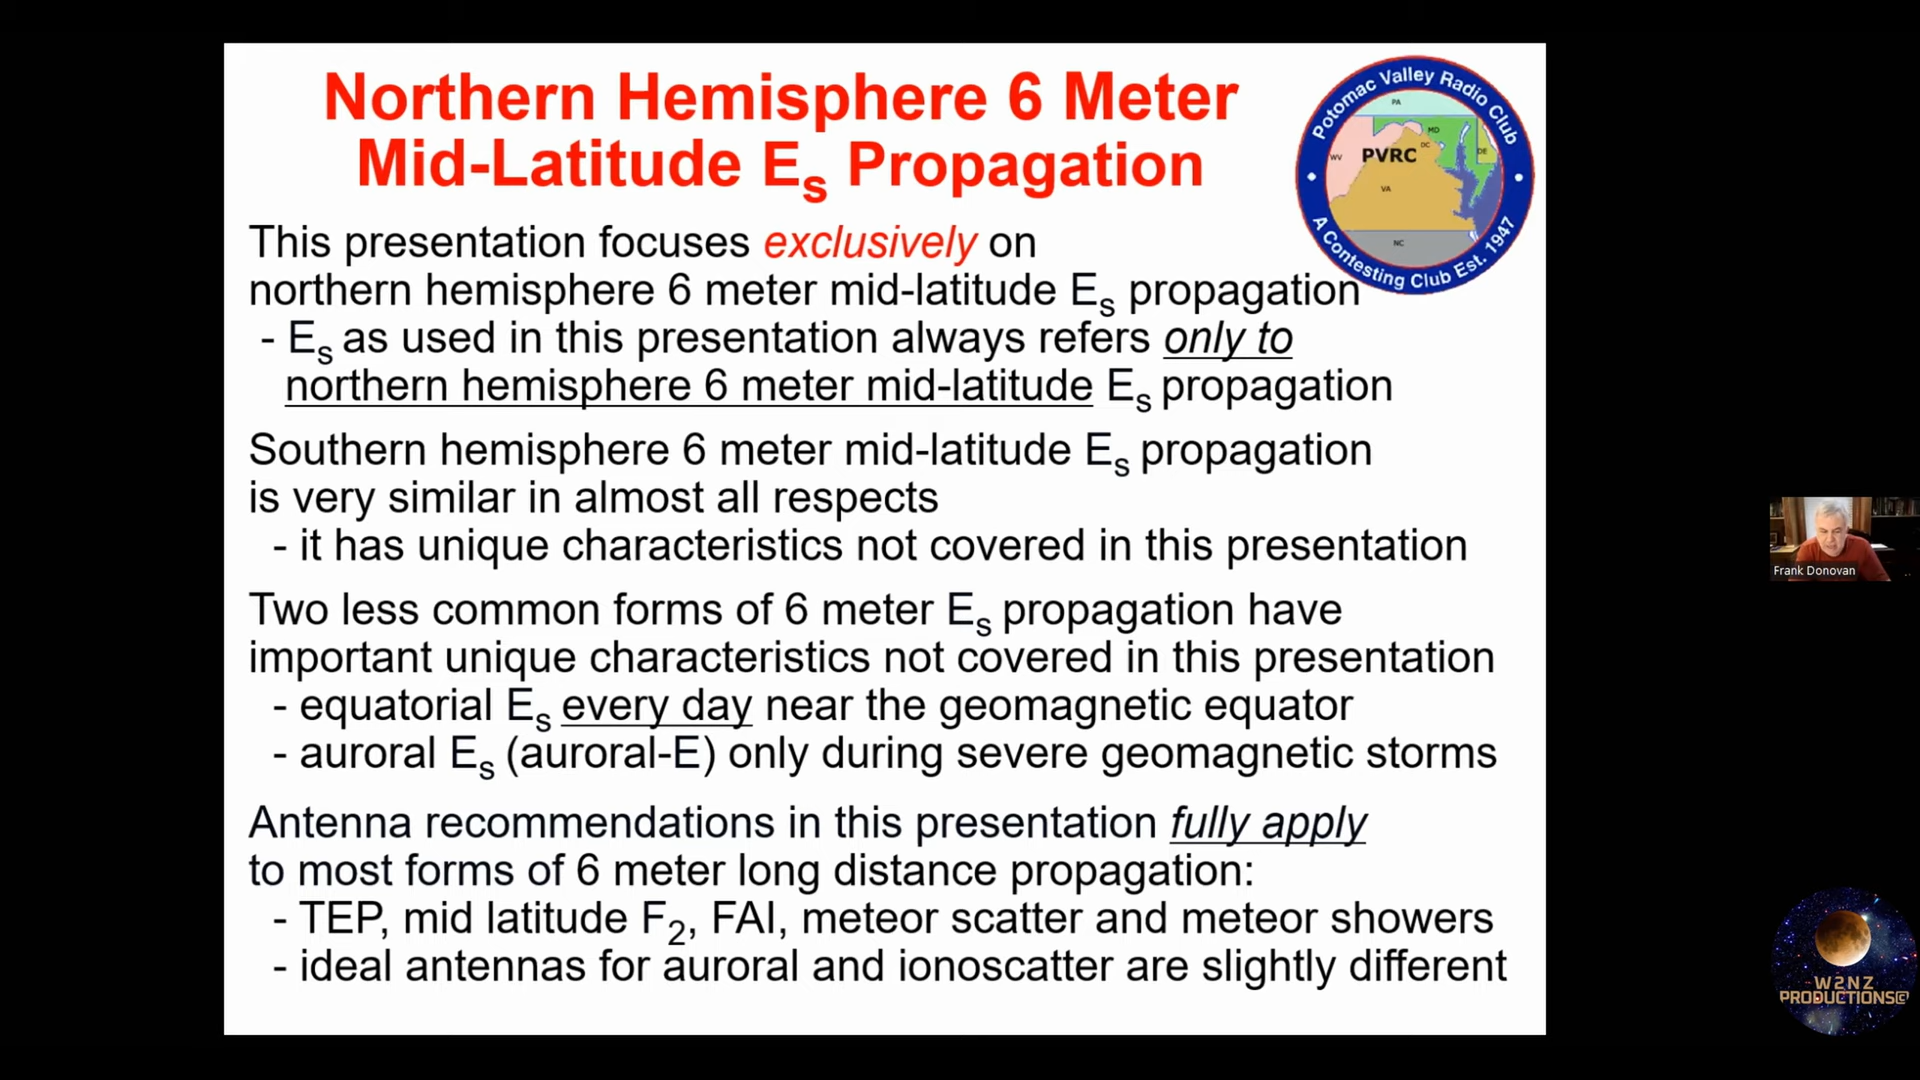 Northern Hemisphere 6 Meter
Mid-Latitude Es Propagation
Potomac Valley Radio Club
A Contesting Club Est. 1947
PA
MD
DC
DE
WV
PVRC
VA
NC
This presentation focuses exclusively on
northern hemisphere 6 meter mid-latitude Es propagation
- Es as used in this presentation always refers only to
northern hemisphere 6 meter mid-latitude Es propagation
Southern hemisphere 6 meter mid-latitude Es propagation
is very similar in almost all respects
- it has unique characteristics not covered in this presentation
Two less common forms of 6 meter Es propagation have
important unique characteristics not covered in this presentation
- equatorial Es every day near the geomagnetic equator
- auroral Es (auroral-E) only during severe geomagnetic storms
Antenna recommendations in this presentation fully apply
to most forms of 6 meter long distance propagation:
- TEP, mid latitude F2, FAI, meteor scatter and meteor showers
- ideal antennas for auroral and ionoscatter are slightly different
Frank Donovan
W2NZ
PRODUCTIONS©